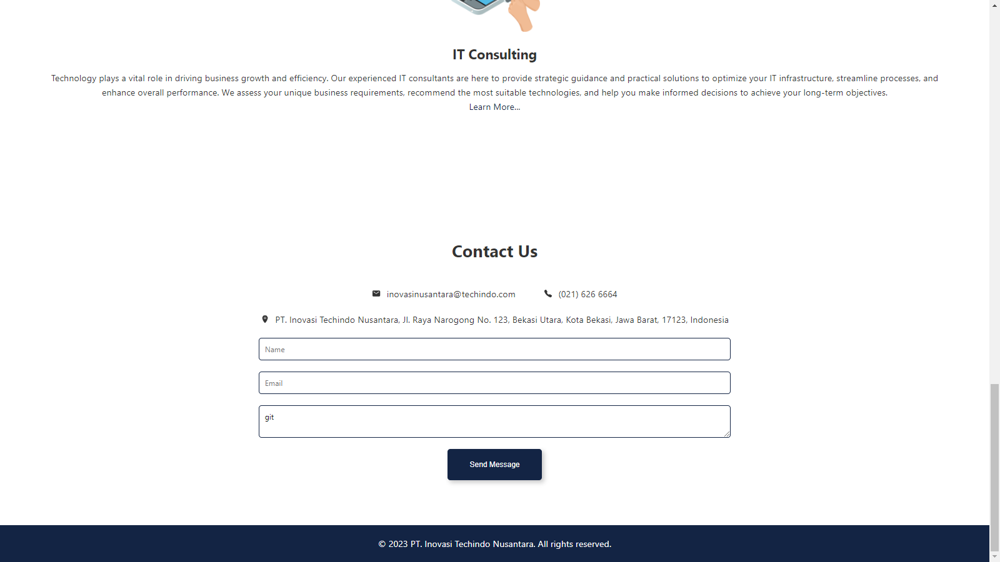 IT Consulting
Technology plays a vital role in driving business growth and efficiency. Our experienced IT consultants are here to provide strategic guidance and practical solutions to optimize your IT infrastructure, streamline processes, and
enhance overall performance. We assess your unique business requirements, recommend the most suitable technologies, and help you make informed decisions to achieve your long-term objectives.
Learn More...
Contact Us
inovasinusantara@techindo.com (021) 626 6664
PT. Inovasi Techindo Nusantara, Jl. Raya Narogong No. 123, Bekasi Utara, Kota Bekasi, Jawa Barat, 17123, Indonesia
Name
Email
git
Send Message
© 2023 PT. Inovasi Techindo Nusantara. All rights reserved.